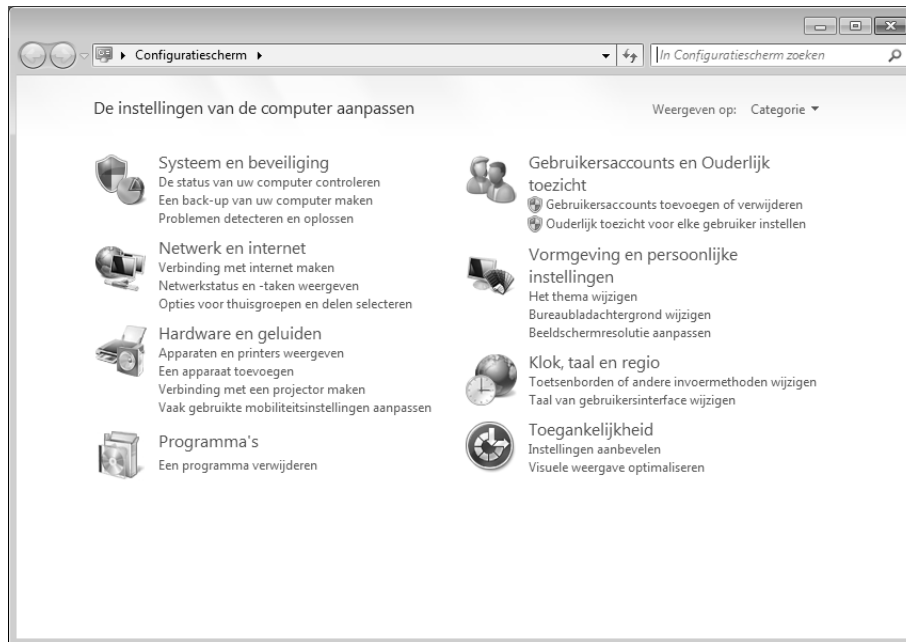 Configuratiescherm
In Configuratiescherm zoeken
De instellingen van de computer aanpassen
Weergeven op: Categorie
Systeem en beveiliging
De status van uw computer controleren
Een back-up van uw computer maken
Problemen detecteren en oplossen
Netwerk en internet
Verbinding met internet maken
Netwerkstatus en -taken weergeven
Opties voor thuisgroepen en delen selecteren
Hardware en geluiden
Apparaten en printers weergeven
Een apparaat toevoegen
Verbinding met een projector maken
Vaak gebruikte mobiliteitsinstellingen aanpassen
Programma's
Een programma verwijderen
Gebruikersaccounts en Ouderlijk
toezicht
Gebruikersaccounts toevoegen of verwijderen
Ouderlijk toezicht voor elke gebruiker instellen
Vormgeving en persoonlijke
instellingen
Het thema wijzigen
Bureaubladachtergrond wijzigen
Beeldschermresolutie aanpassen
Klok, taal en regio
Toetsenborden of andere invoermethoden wijzigen
Taal van gebruikersinterface wijzigen
Toegankelijkheid
Instellingen aanbevelen
Visuele weergave optimaliseren